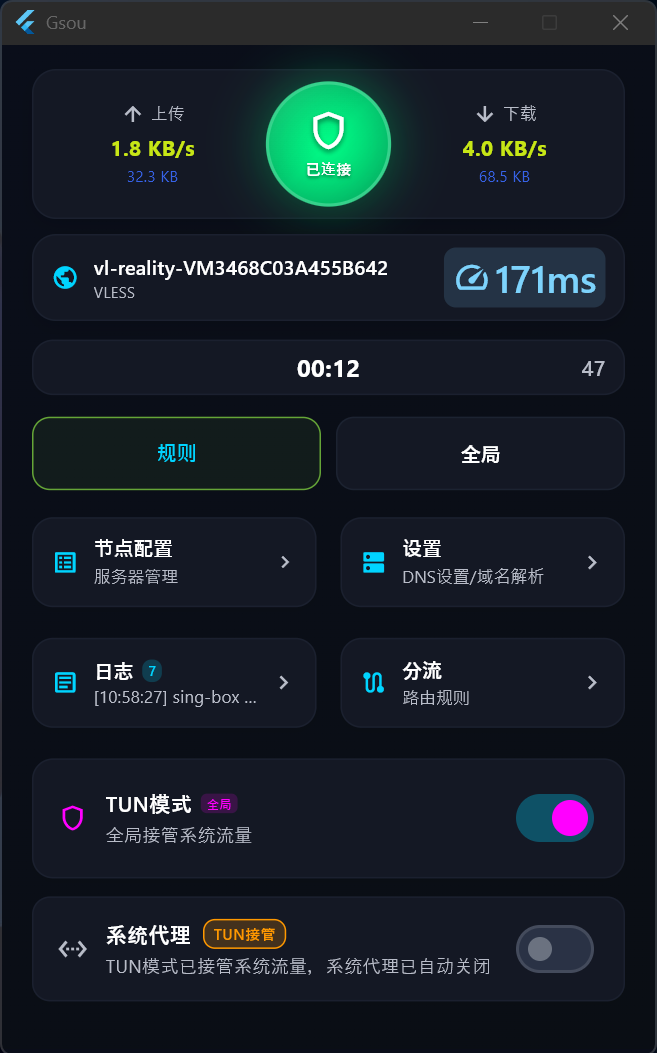 Gsou
上传
1.8 KB/s
32.3 KB
已连接
下载
4.0 KB/s
68.5 KB
vl-reality-VM3468C03A455B642
VLESS
171ms
00:12
47
规则
全局
节点配置
服务器管理
设置
DNS设置/域名解析
日志 7
[10:58:27] sing-box ...
分流
路由规则
TUN模式 全局
全局接管系统流量
系统代理 TUN接管
TUN模式已接管系统流量，系统代理已自动关闭